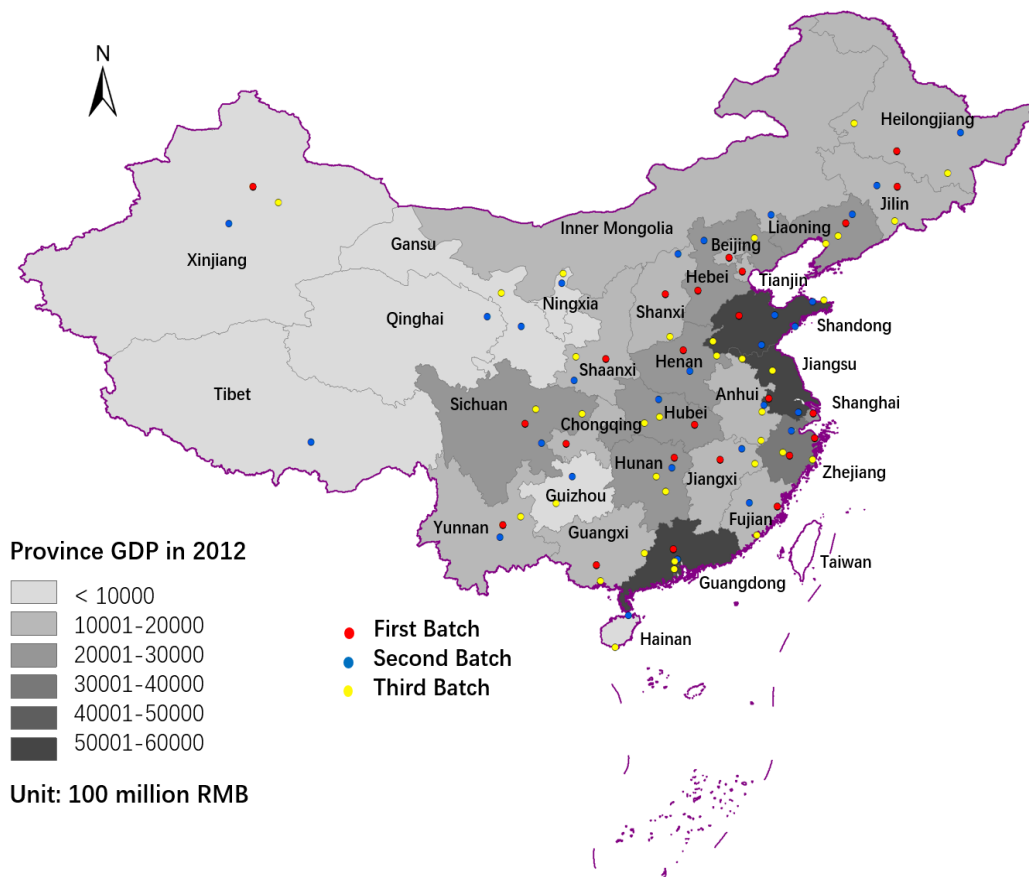 N
Heilongjiang
Jilin
Inner Mongolia
Liaoning
Gansu
Beijing
Xinjiang
Hebei
Tianjin
Ningxia
Qinghai
Shanxi
Shandong
Henan
Shaanxi
Jiangsu
Tibet
Anhui
Sichuan
Shanghai
Chongqing
Hubei
Hunan
Jiangxi
Zhejiang
Guizhou
Yunnan
Guangxi
Fujian
Taiwan
Guangdong
Hainan
Province GDP in 2012
< 10000
10001-20000
20001-30000
30001-40000
40001-50000
50001-60000
Unit: 100 million RMB
First Batch
Second Batch
Third Batch